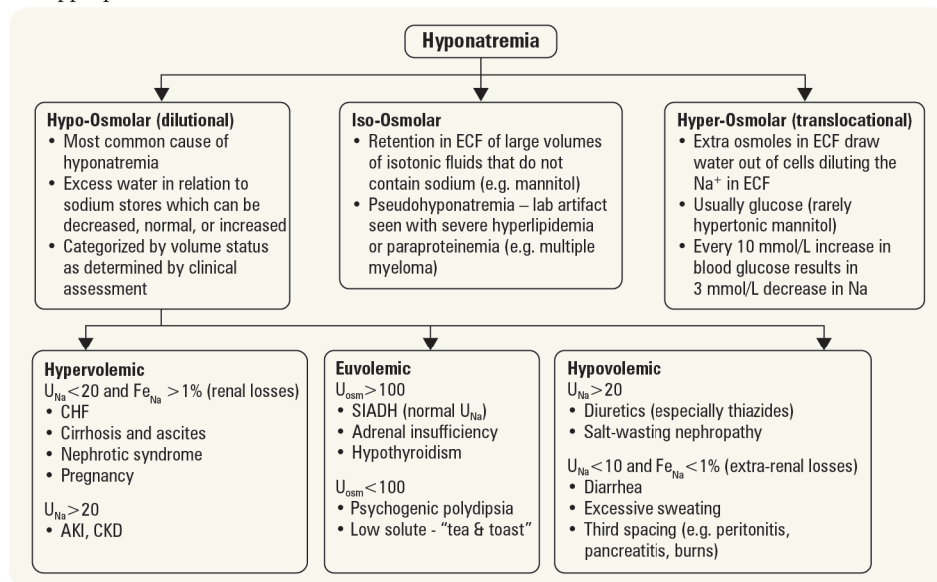 Hyponatremia
Hypo-Osmolar (dilutional)
• Most common cause of
hyponatremia
• Excess water in relation to
sodium stores which can be
decreased, normal, or increased
• Categorized by volume status
as determined by clinical
assessment
Iso-Osmolar
• Retention in ECF of large volumes
of isotonic fluids that do not
contain sodium (e.g. mannitol)
• Pseudohyponatremia – lab artifact
seen with severe hyperlipidemia
or paraproteinemia (e.g. multiple
myeloma)
Hyper-Osmolar (translocational)
• Extra osmoles in ECF draw
water out of cells diluting the
Na⁺ in ECF
• Usually glucose (rarely
hypertonic mannitol)
• Every 10 mmol/L increase in
blood glucose results in
3 mmol/L decrease in Na
Hypervolemic
UNa<20 and FeNa >1% (renal losses)
• CHF
• Cirrhosis and ascites
• Nephrotic syndrome
• Pregnancy
UNa>20
• AKI, CKD
Euvolemic
Uosm>100
• SIADH (normal UNa)
• Adrenal insufficiency
• Hypothyroidism
Uosm<100
• Psychogenic polydipsia
• Low solute - “tea & toast”
Hypovolemic
UNa>20
• Diuretics (especially thiazides)
• Salt-wasting nephropathy
UNa<10 and FeNa<1% (extra-renal losses)
• Diarrhea
• Excessive sweating
• Third spacing (e.g. peritonitis,
pancreatitis, burns)